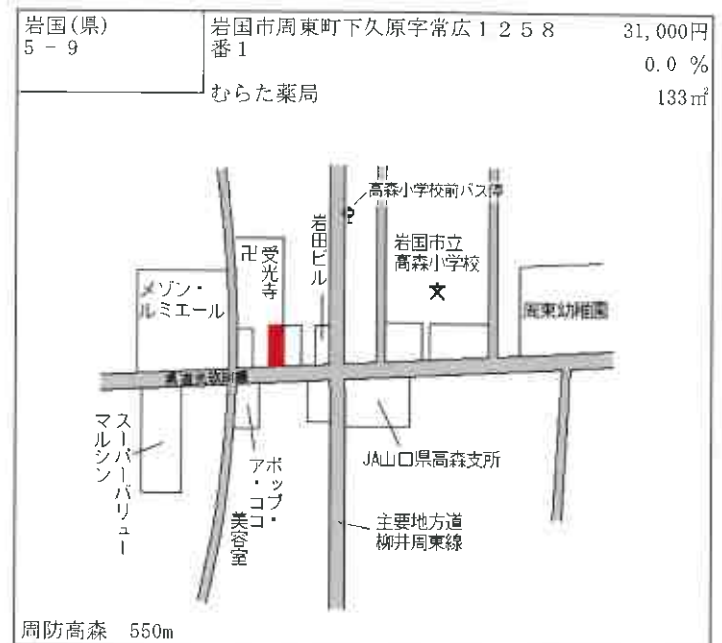 岩国(県)
5-9
岩国市周東町下久原字常広1258
番1
むらた薬局
31,000円
0.0 %
133㎡
高森小学校前バス停
岩田ビル
受光寺
岩国市立
高森小学校
メゾン・
ルミエール
周東幼稚園
スーパーバリュー
マルシン
ポップ・
ア・ココ
美容室
JA山口県高森支所
主要地方道
柳井周東線
周防高森 550m